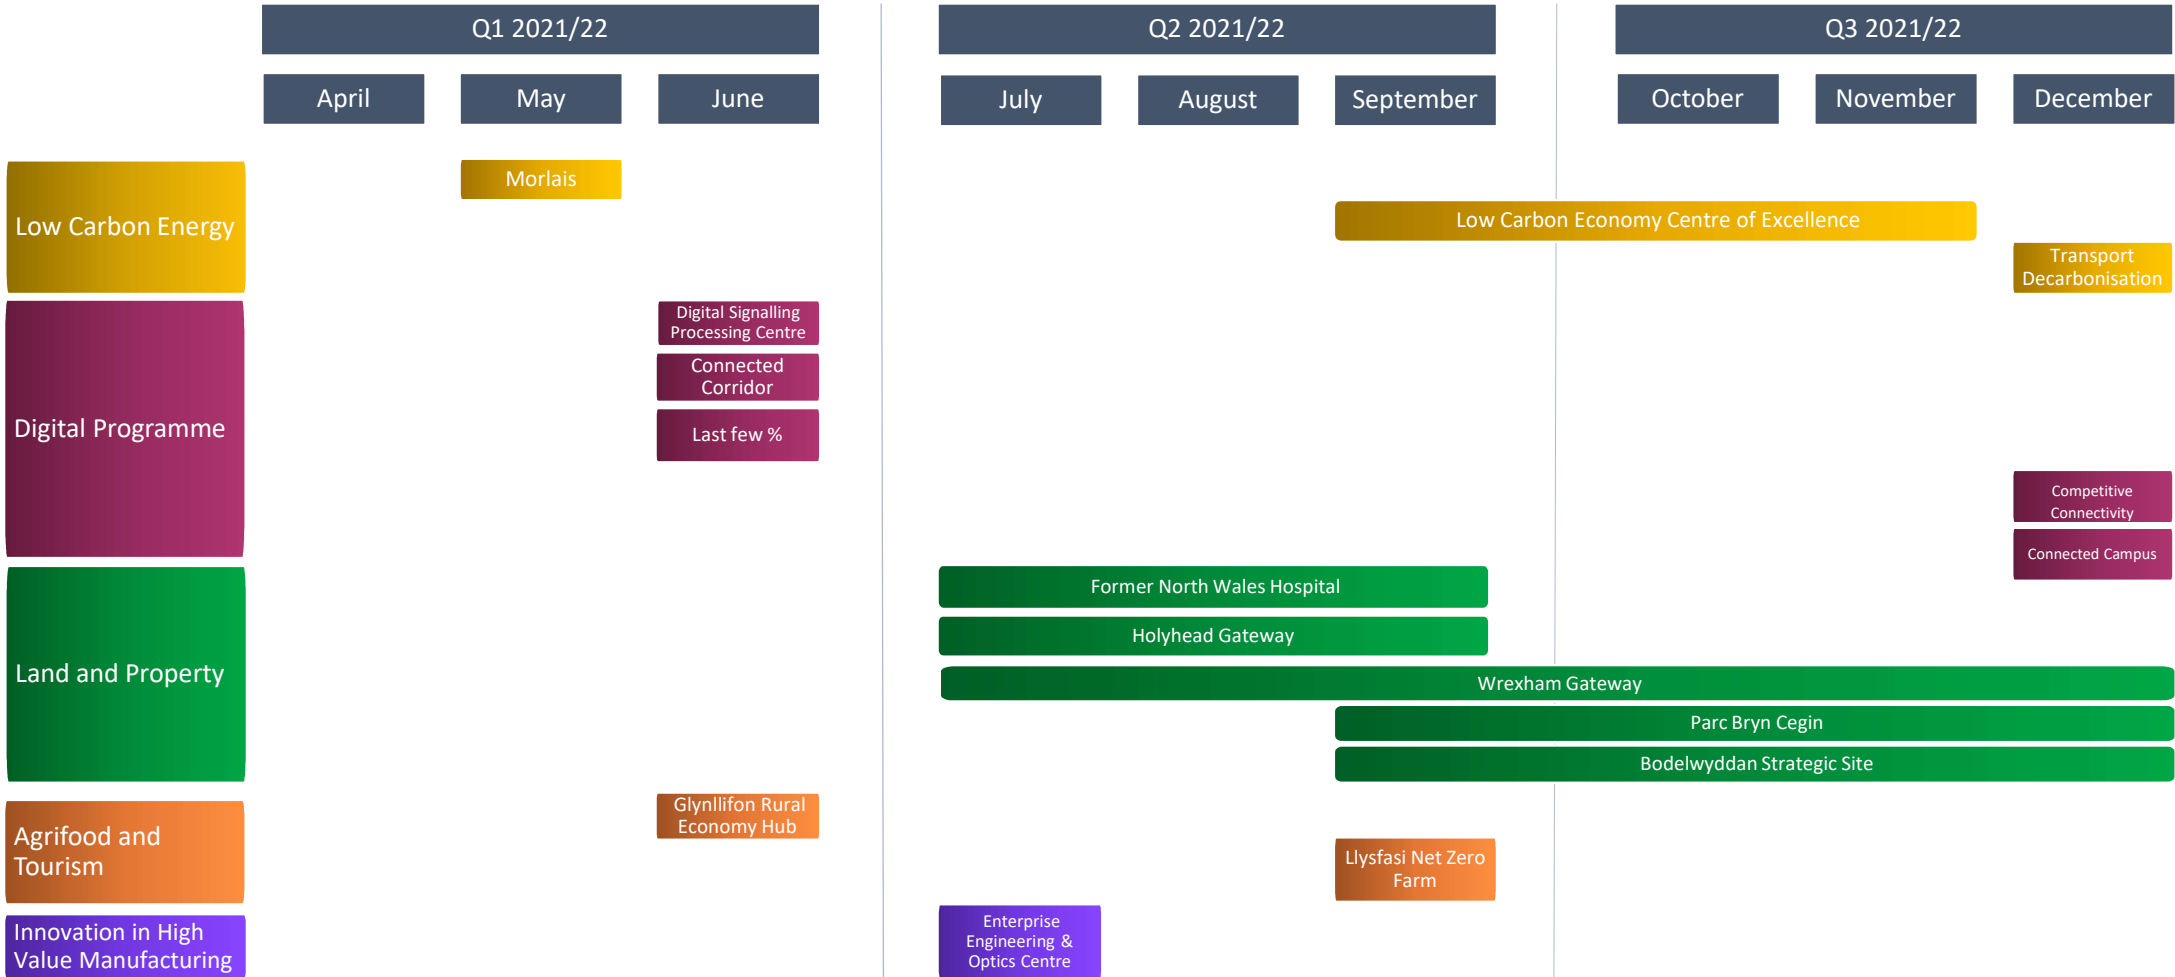 Q1 2021/22
Q2 2021/22
Q3 2021/22
April
May
June
July
August
September
October
November
December
Low Carbon Energy
Morlais
Low Carbon Economy Centre of Excellence
Transport
Decarbonisation
Digital Programme
Digital Signalling
Processing Centre
Connected
Corridor
Last few %
Competitive
Connectivity
Connected Campus
Land and Property
Former North Wales Hospital
Holyhead Gateway
Wrexham Gateway
Parc Bryn Cegin
Bodelwyddan Strategic Site
Agrifood and
Tourism
Glynllifon Rural
Economy Hub
Llysfasi Net Zero
Farm
Innovation in High
Value Manufacturing
Enterprise
Engineering &
Optics Centre